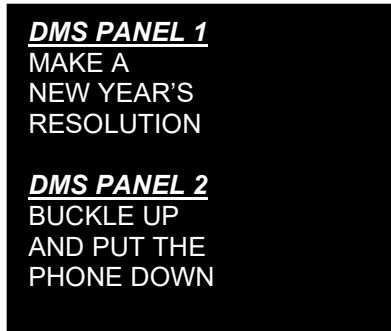 DMS PANEL 1
MAKE A
NEW YEAR’S
RESOLUTION
DMS PANEL 2
BUCKLE UP
AND PUT THE
PHONE DOWN